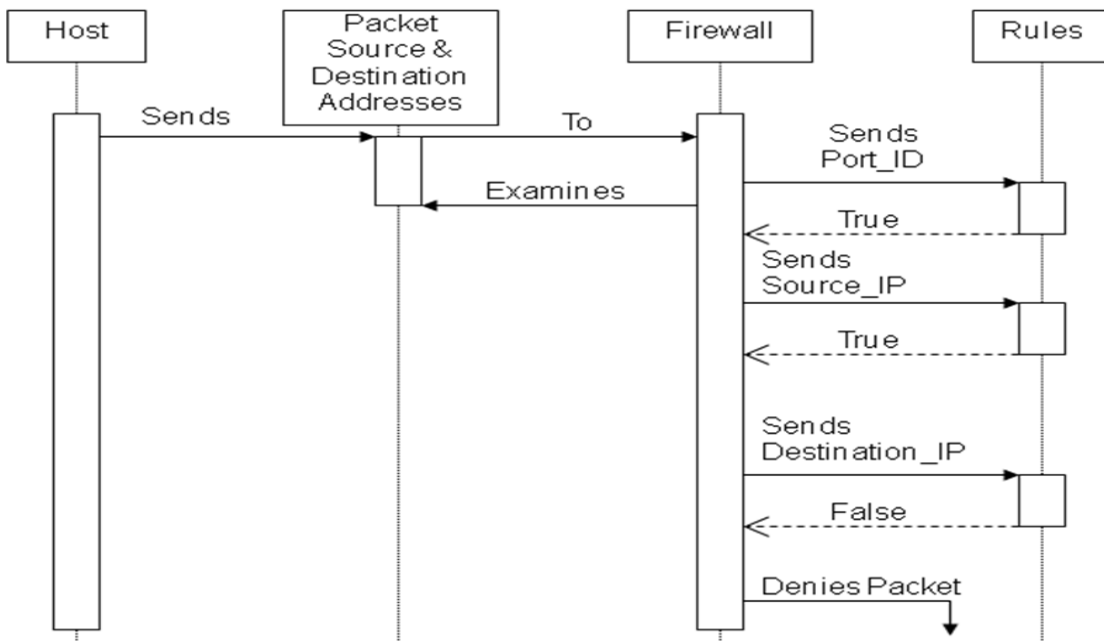 Host
Packet
Source &
Destination
Addresses
Firewall
Rules
Sends
To
Sends
Port_ID
Examines
True
Sends
Source_IP
True
Sends
Destination_IP
False
Denies Packet